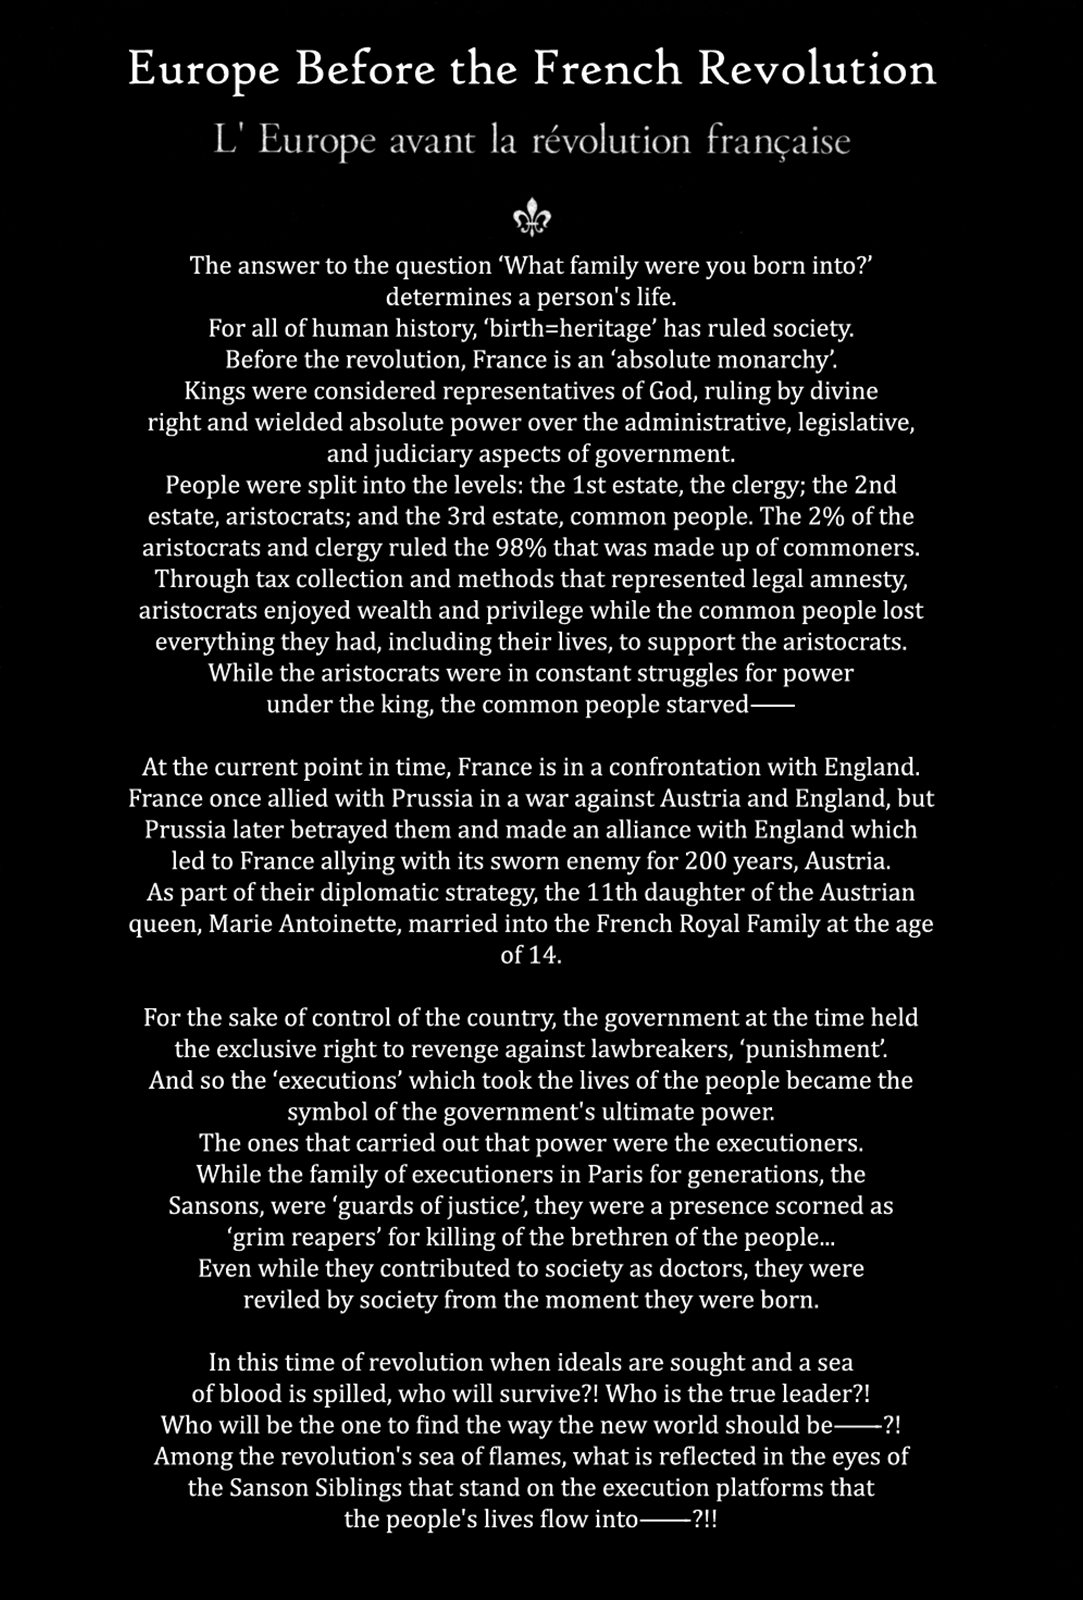 Europe Before the French Revolution
L' Europe avant la révolution française
The answer to the question ‘What family were you born into?’
determines a person's life.
For all of human history, ‘birth=heritage’ has ruled society.
Before the revolution, France is an ‘absolute monarchy’.
Kings were considered representatives of God, ruling by divine
right and wielded absolute power over the administrative, legislative,
and judiciary aspects of government.
People were split into the levels: the 1st estate, the clergy; the 2nd
estate, aristocrats; and the 3rd estate, common people. The 2% of the
aristocrats and clergy ruled the 98% that was made up of commoners.
Through tax collection and methods that represented legal amnesty,
aristocrats enjoyed wealth and privilege while the common people lost
everything they had, including their lives, to support the aristocrats.
While the aristocrats were in constant struggles for power
under the king, the common people starved——
At the current point in time, France is in a confrontation with England.
France once allied with Prussia in a war against Austria and England, but
Prussia later betrayed them and made an alliance with England which
led to France allying with its sworn enemy for 200 years, Austria.
As part of their diplomatic strategy, the 11th daughter of the Austrian
queen, Marie Antoinette, married into the French Royal Family at the age
of 14.
For the sake of control of the country, the government at the time held
the exclusive right to revenge against lawbreakers, ‘punishment’.
And so the ‘executions’ which took the lives of the people became the
symbol of the government's ultimate power.
The ones that carried out that power were the executioners.
While the family of executioners in Paris for generations, the
Sansons, were ‘guards of justice’, they were a presence scorned as
‘grim reapers’ for killing of the brethren of the people...
Even while they contributed to society as doctors, they were
reviled by society from the moment they were born.
In this time of revolution when ideals are sought and a sea
of blood is spilled, who will survive?! Who is the true leader?!
Who will be the one to find the way the new world should be——?!
Among the revolution's sea of flames, what is reflected in the eyes of
the Sanson Siblings that stand on the execution platforms that
the people's lives flow into——?!!